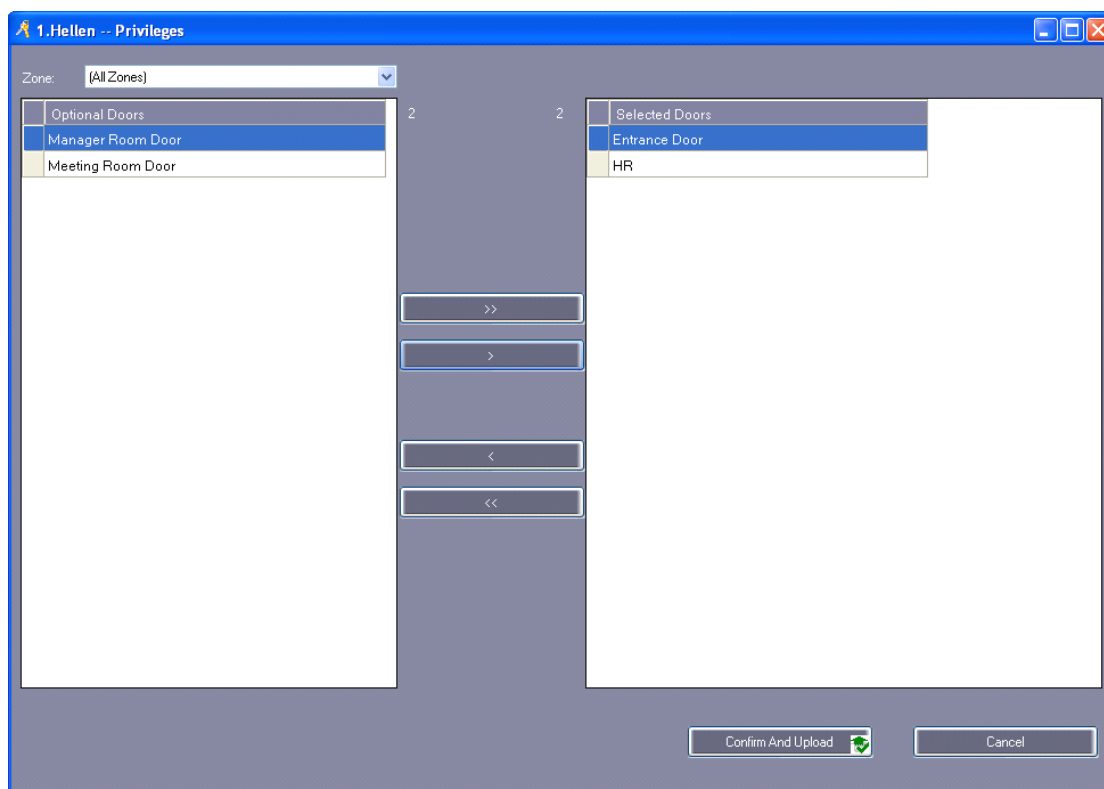 1.Hellen -- Privileges
Zone: (All Zones)
Optional Doors
Manager Room Door
Meeting Room Door
2 2
Selected Doors
Entrance Door
HR
>>
>
<
<<
Confirm And Upload
Cancel